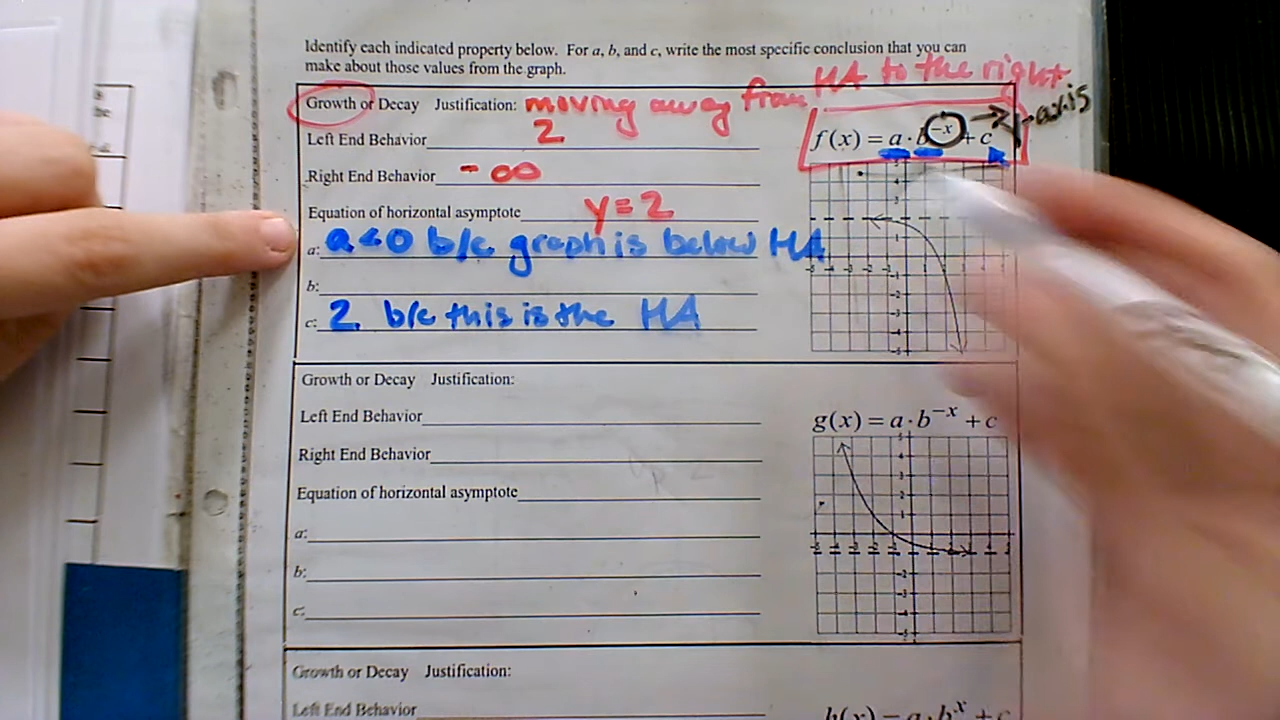 Identify each indicated property below. For a, b, and c, write the most specific conclusion that you can
make about those values from the graph.
HA to the right
Growth or Decay Justification: moving away from
Left End Behavior 2
f(x) = a · b^-x + c
y-axis
Right End Behavior -∞
Equation of horizontal asymptote y = 2
a: a<0 b/c graph is below HA
b:
c: 2 b/c this is the HA
Growth or Decay Justification:
Left End Behavior
g(x) = a · b^-x + c
Right End Behavior
Equation of horizontal asymptote
a:
b:
c:
Growth or Decay Justification:
Left End Behavior
h(x) = a · b^x + c